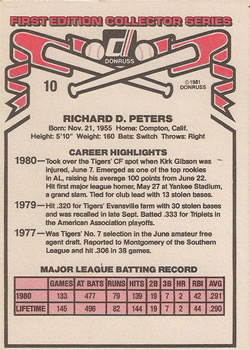 FIRST EDITION COLLECTOR SERIES
DONRUSS
10
©1981
DONRUSS
RICHARD D. PETERS
Born: Nov. 21, 1955 Home: Compton, Calif.
Height: 5'10" Weight: 160 Bats: Switch Throws: Right
CAREER HIGHLIGHTS
1980— Took over the Tigers' CF spot when Kirk Gibson was
injured, June 7. Emerged as one of the top rookies
in AL, raising his average 100 points from June 22.
Hit first major league homer, May 27 at Yankee Stadium,
a grand slam. Tied for club lead with 13 stolen bases.
1979— Hit .320 for Tigers' Evansville farm with 30 stolen bases
and was recalled in late Sept. Batted .333 for Triplets in
the American Association playoffs.
1977— Was Tigers' No. 7 selection in the June amateur free
agent draft. Reported to Montgomery of the Southern
League and hit .306 in 38 games.
MAJOR LEAGUE BATTING RECORD
GAMES AT BATS RUNS HITS 2B 3B HR RBI AVE
1980 133 477 79 139 19 7 2 42 .291
LIFETIME 145 496 82 144 19 7 2 44 .290